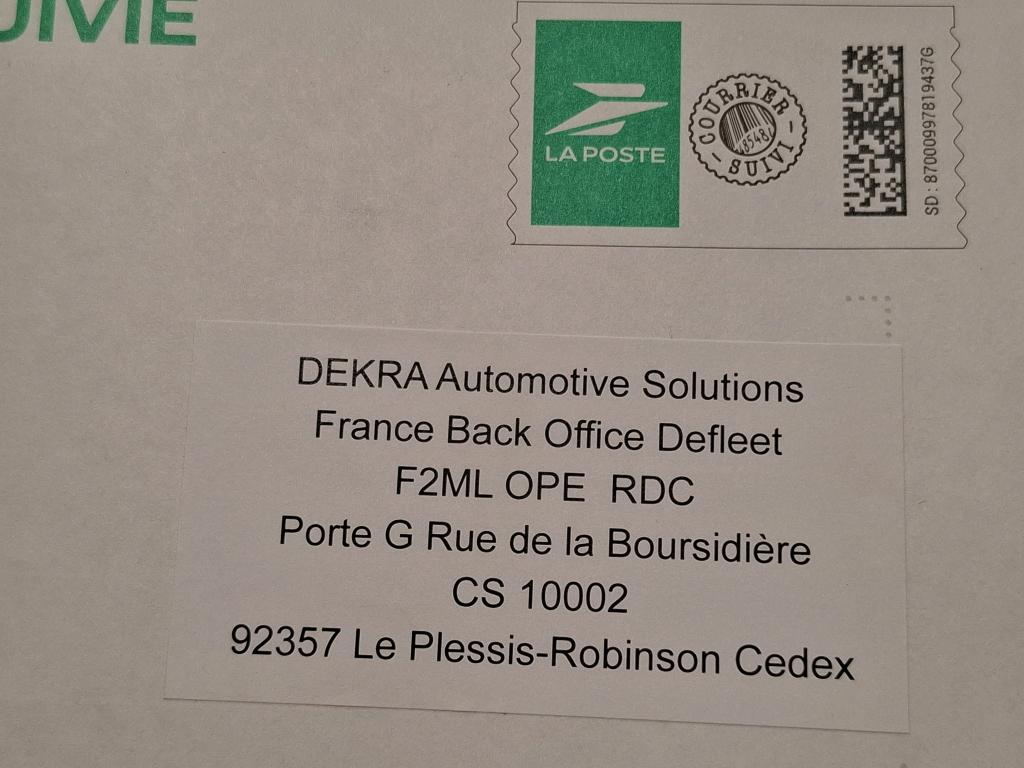 LA POSTE
COURRIER
SUIVI
SD : 87000997819437G
DEKRA Automotive Solutions
France Back Office Defleet
F2ML OPE RDC
Porte G Rue de la Boursidière
CS 10002
92357 Le Plessis-Robinson Cedex